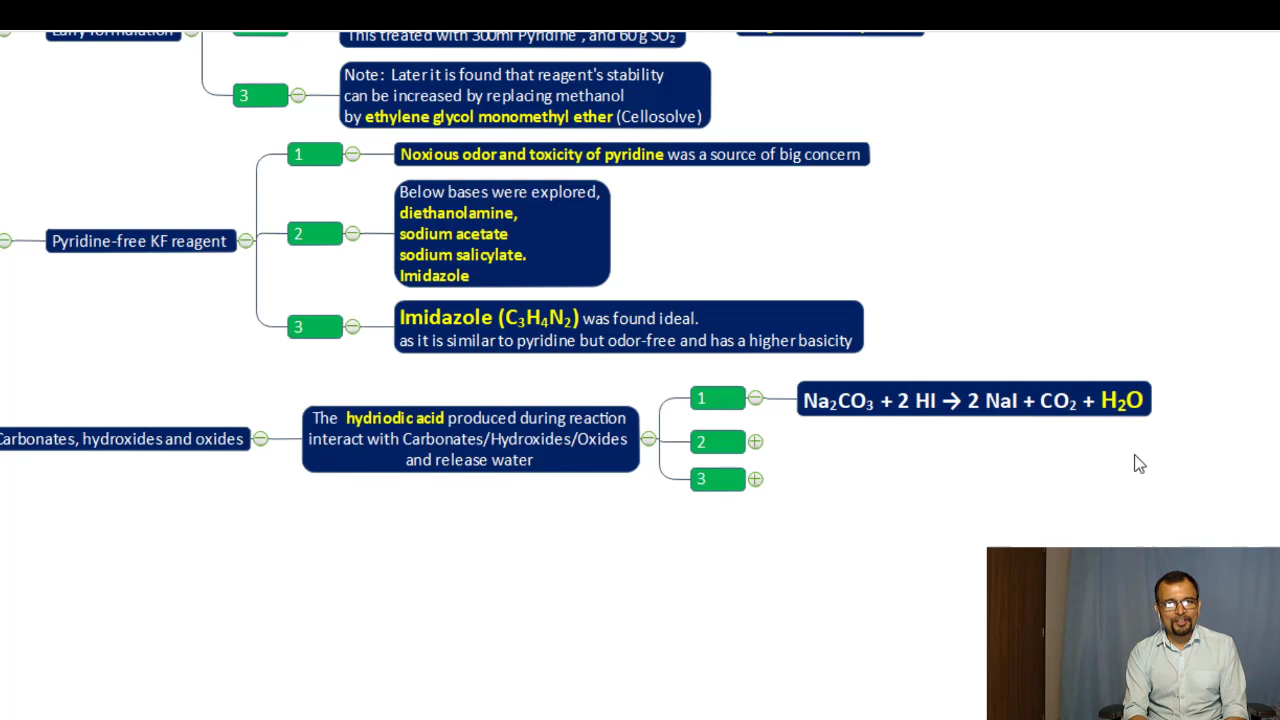 Early formulation
This treated with 300ml Pyridine , and 60g SO₂
3
Note: Later it is found that reagent's stability
can be increased by replacing methanol
by ethylene glycol monomethyl ether (Cellosolve)
Pyridine-free KF reagent
1
Noxious odor and toxicity of pyridine was a source of big concern
2
Below bases were explored,
diethanolamine,
sodium acetate
sodium salicylate.
Imidazole
3
Imidazole (C₃H₄N₂) was found ideal.
as it is similar to pyridine but odor-free and has a higher basicity
Carbonates, hydroxides and oxides
The hydriodic acid produced during reaction
interact with Carbonates/Hydroxides/Oxides
and release water
1
Na₂CO₃ + 2 HI → 2 NaI + CO₂ + H₂O
2
3